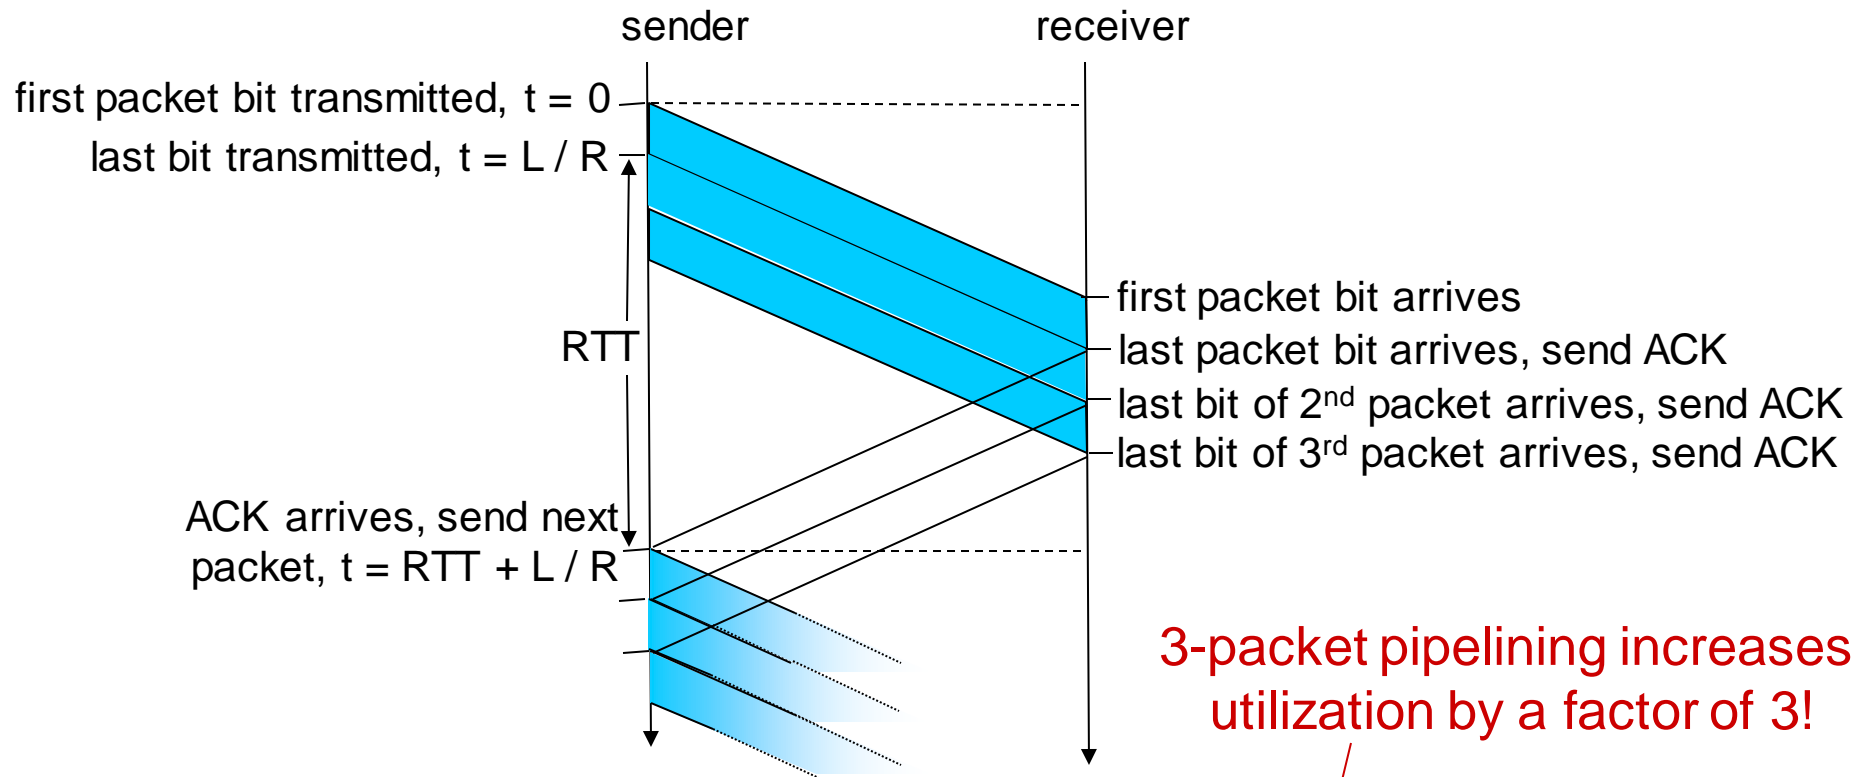 sender
receiver
first packet bit transmitted, t = 0
last bit transmitted, t = L / R
first packet bit arrives
RTT
last packet bit arrives, send ACK
last bit of 2nd packet arrives, send ACK
last bit of 3rd packet arrives, send ACK
ACK arrives, send next
packet, t = RTT + L / R
3-packet pipelining increases
utilization by a factor of 3!